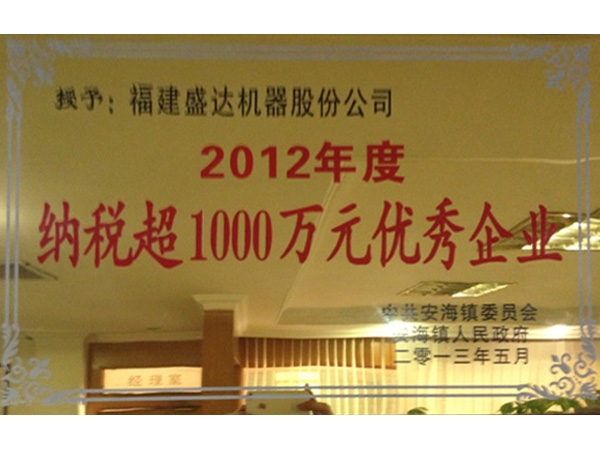 授予：福建盛达机器股份公司
2012年度
纳税超1000万元优秀企业
中共安海镇委员会
安海镇人民政府
二零一三年五月
经理室